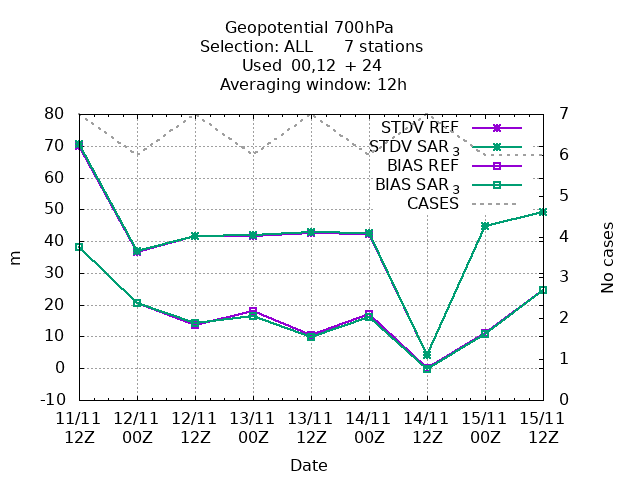 Geopotential 700hPa
Selection: ALL 7 stations
Used 00,12 + 24
Averaging window: 12h
STDV REF
STDV SAR 3
BIAS REF
BIAS SAR 3
CASES
80
70
60
50
40
30
20
10
0
-10
m
7
6
5
4
3
2
1
0
No cases
11/11 12/11 12/11 13/11 13/11 14/11 14/11 15/11 15/11
12Z 00Z 12Z 00Z 12Z 00Z 12Z 00Z 12Z
Date